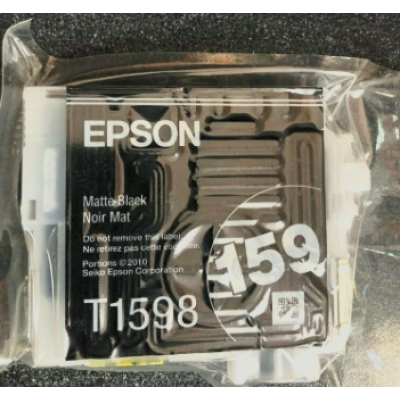 EPSON
Matte Black
Noir Mat
Do not remove this label.
Ne retirez pas cette étiquette.
Portions ©2010
Seiko Epson Corporation
159
T1598